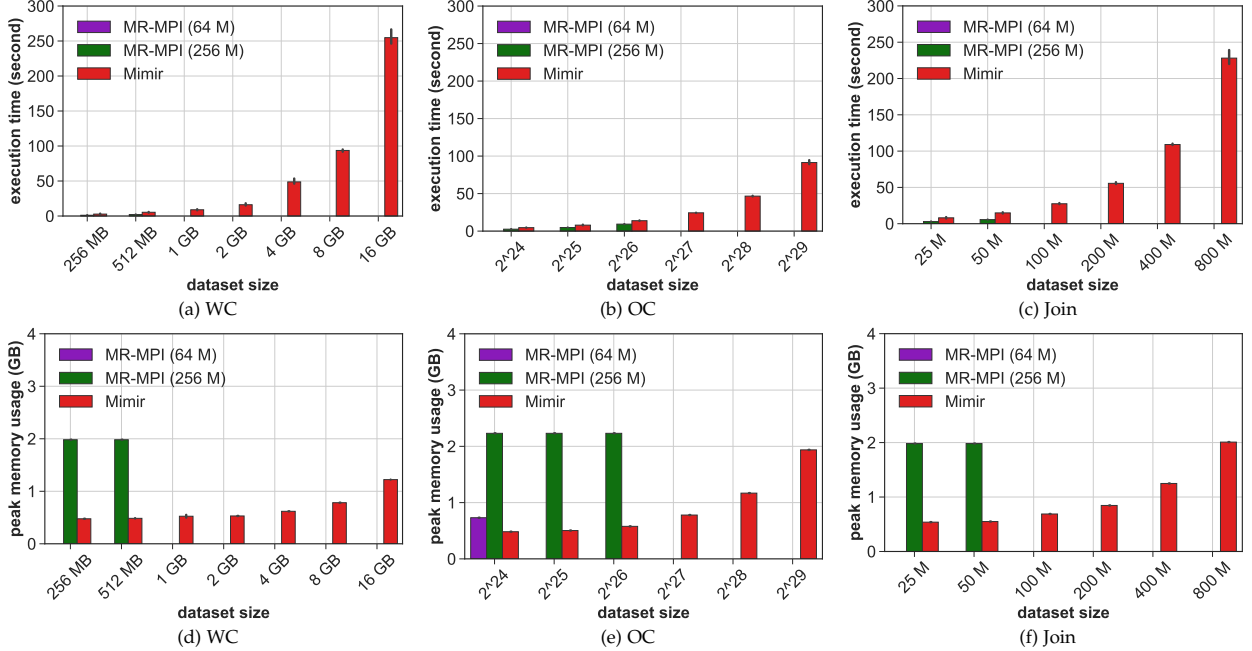 execution time (second)
300
250
200
150
100
50
0
MR-MPI (64 M)
MR-MPI (256 M)
Mimir
256 MB
512 MB
1 GB
2 GB
4 GB
8 GB
16 GB
dataset size
(a) WC
execution time (second)
300
250
200
150
100
50
0
MR-MPI (64 M)
MR-MPI (256 M)
Mimir
2^24
2^25
2^26
2^27
2^28
2^29
dataset size
(b) OC
execution time (second)
300
250
200
150
100
50
0
MR-MPI (64 M)
MR-MPI (256 M)
Mimir
25 M
50 M
100 M
200 M
400 M
800 M
dataset size
(c) Join
peak memory usage (GB)
4
3
2
1
0
MR-MPI (64 M)
MR-MPI (256 M)
Mimir
256 MB
512 MB
1 GB
2 GB
4 GB
8 GB
16 GB
dataset size
(d) WC
peak memory usage (GB)
4
3
2
1
0
MR-MPI (64 M)
MR-MPI (256 M)
Mimir
2^24
2^25
2^26
2^27
2^28
2^29
dataset size
(e) OC
peak memory usage (GB)
4
3
2
1
0
MR-MPI (64 M)
MR-MPI (256 M)
Mimir
25 M
50 M
100 M
200 M
400 M
800 M
dataset size
(f) Join